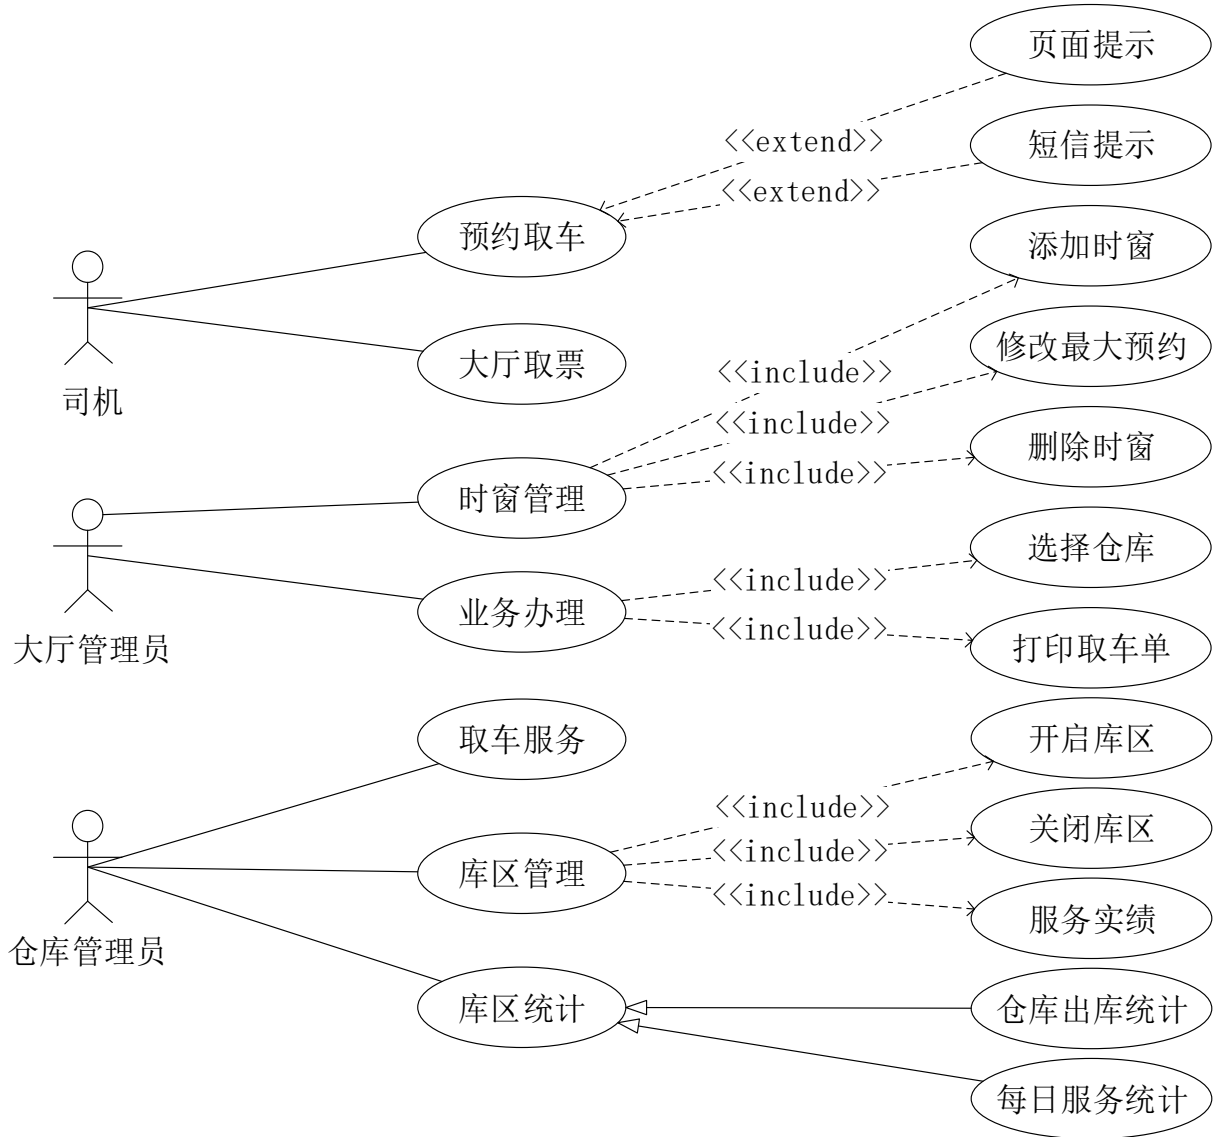 页面提示
<<extend>>
短信提示
<<extend>>
预约取车
添加时窗
大厅取票
修改最大预约
<<include>>
司机
<<include>>
删除时窗
<<include>>
时窗管理
选择仓库
<<include>>
业务办理
<<include>>
打印取车单
大厅管理员
取车服务
开启库区
<<include>>
关闭库区
<<include>>
库区管理
<<include>>
服务实绩
仓库管理员
库区统计
仓库出库统计
每日服务统计